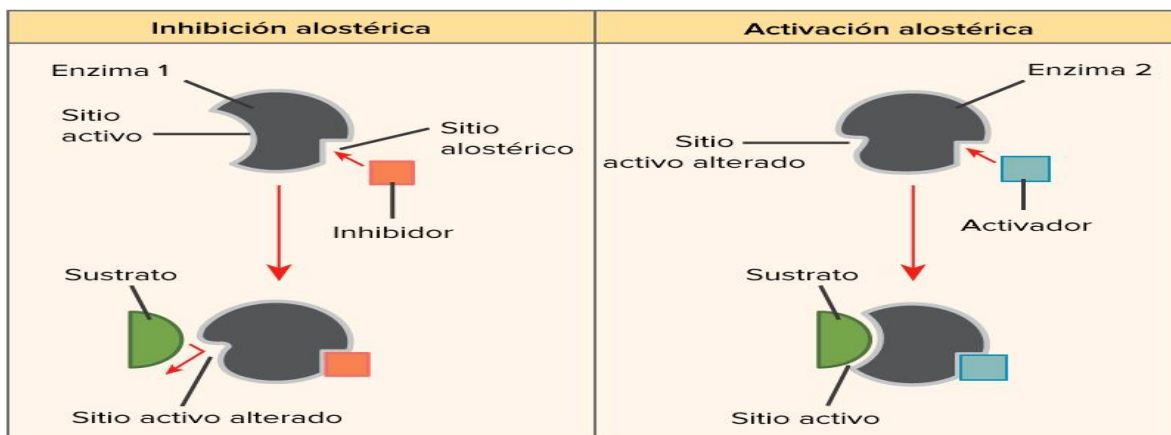 Inhibición alostérica
Enzima 1
Sitio
activo
Sitio
alostérico
Inhibidor
Sustrato
Sitio activo alterado
Activación alostérica
Enzima 2
Sitio
activo alterado
Activador
Sustrato
Sitio activo